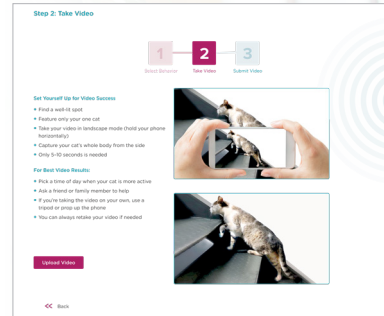 Step 2: Take Video
1
2
3
Select Behavior
Take Video
Submit Video
Set Yourself Up for Video Success
Find a well-lit spot
Feature only your one cat
Take your video in landscape mode (hold your phone
horizontally)
Capture your cat's whole body from the side
Only 5-10 seconds is needed
For Best Video Results:
Pick a time of day when your cat is more active
Ask a friend or family member to help
If you're taking the video on your own, use a
tripod or prop up the phone
You can always retake your video if needed
Upload Video
<< Back